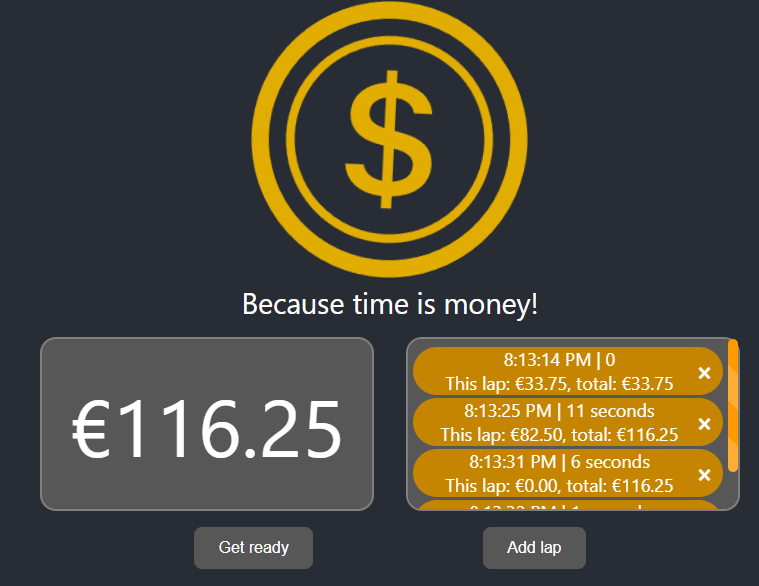 $
Because time is money!
€116.25
8:13:14 PM | 0
This lap: €33.75, total: €33.75
×
8:13:25 PM | 11 seconds
This lap: €82.50, total: €116.25
×
8:13:31 PM | 6 seconds
This lap: €0.00, total: €116.25
×
Get ready
Add lap